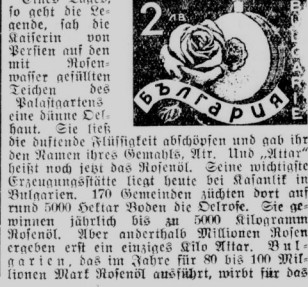 Eines Tages,
so geht die Le-
gende, sah die
Kaiserin von
Persien auf den
mit Rosen-
wasser gefüllten
Teichen des
Palastgartens
eine dünne Oel-
haut. Sie ließ
2 ЛВ
БЪЛГАРИЯ
die duftende Flüssigkeit abschöpfen und gab ihr
den Namen ihres Gemahls, Atr. Und „Attar"
heißt noch jetzt das Rosenöl. Seine wichtigste
Erzeugungsstätte liegt heute bei Kasanlik in
Bulgarien. 170 Gemeinden züchten dort auf
rund 5000 Hektar Boden die Oelrose. Sie ge-
winnen jährlich bis zu 5000 Kilogramm
Rosenöl. Aber anderthalb Millionen Rosen
ergeben erst ein einziges Kilo Attar. Bul-
garien, das im Jahre für 80 bis 100 Mil-
lionen Mark Rosenöl ausführt, wirbt für das